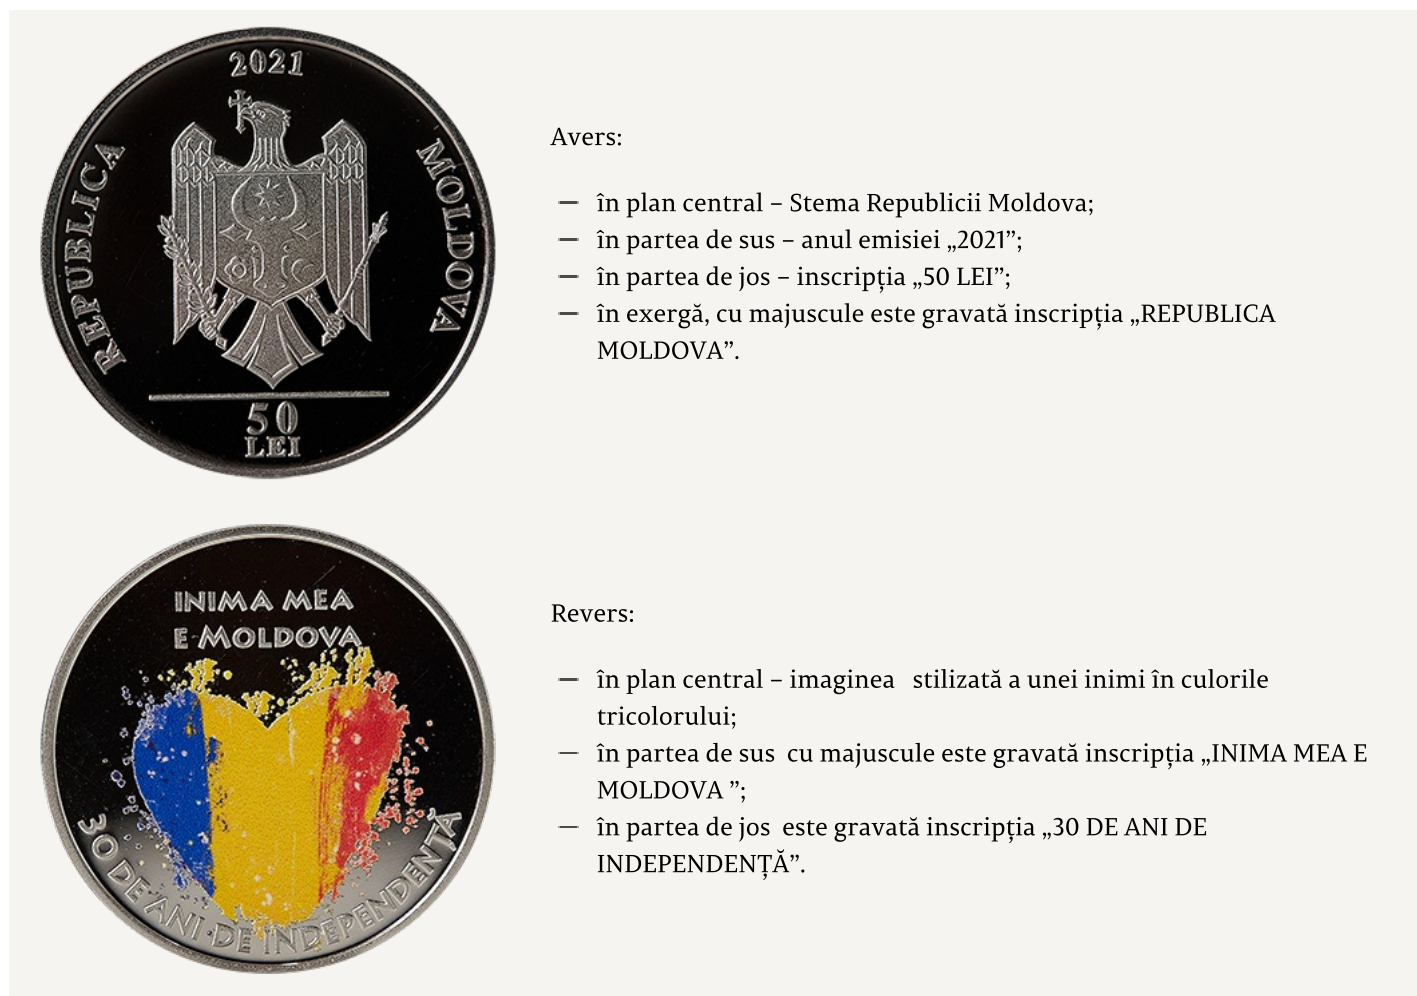 2021
REPUBLICA
MOLDOVA
50
LEI
Avers:
— în plan central – Stema Republicii Moldova;
— în partea de sus – anul emisiei „2021”;
— în partea de jos – inscripția „50 LEI”;
— în exergă, cu majuscule este gravată inscripția „REPUBLICA
MOLDOVA”.
INIMA MEA
E MOLDOVA
30 DE ANI DE INDEPENDENȚĂ
Revers:
— în plan central – imaginea stilizată a unei inimi în culorile
tricolorului;
— în partea de sus cu majuscule este gravată inscripția „INIMA MEA E
MOLDOVA ”;
— în partea de jos este gravată inscripția „30 DE ANI DE
INDEPENDENȚĂ”.